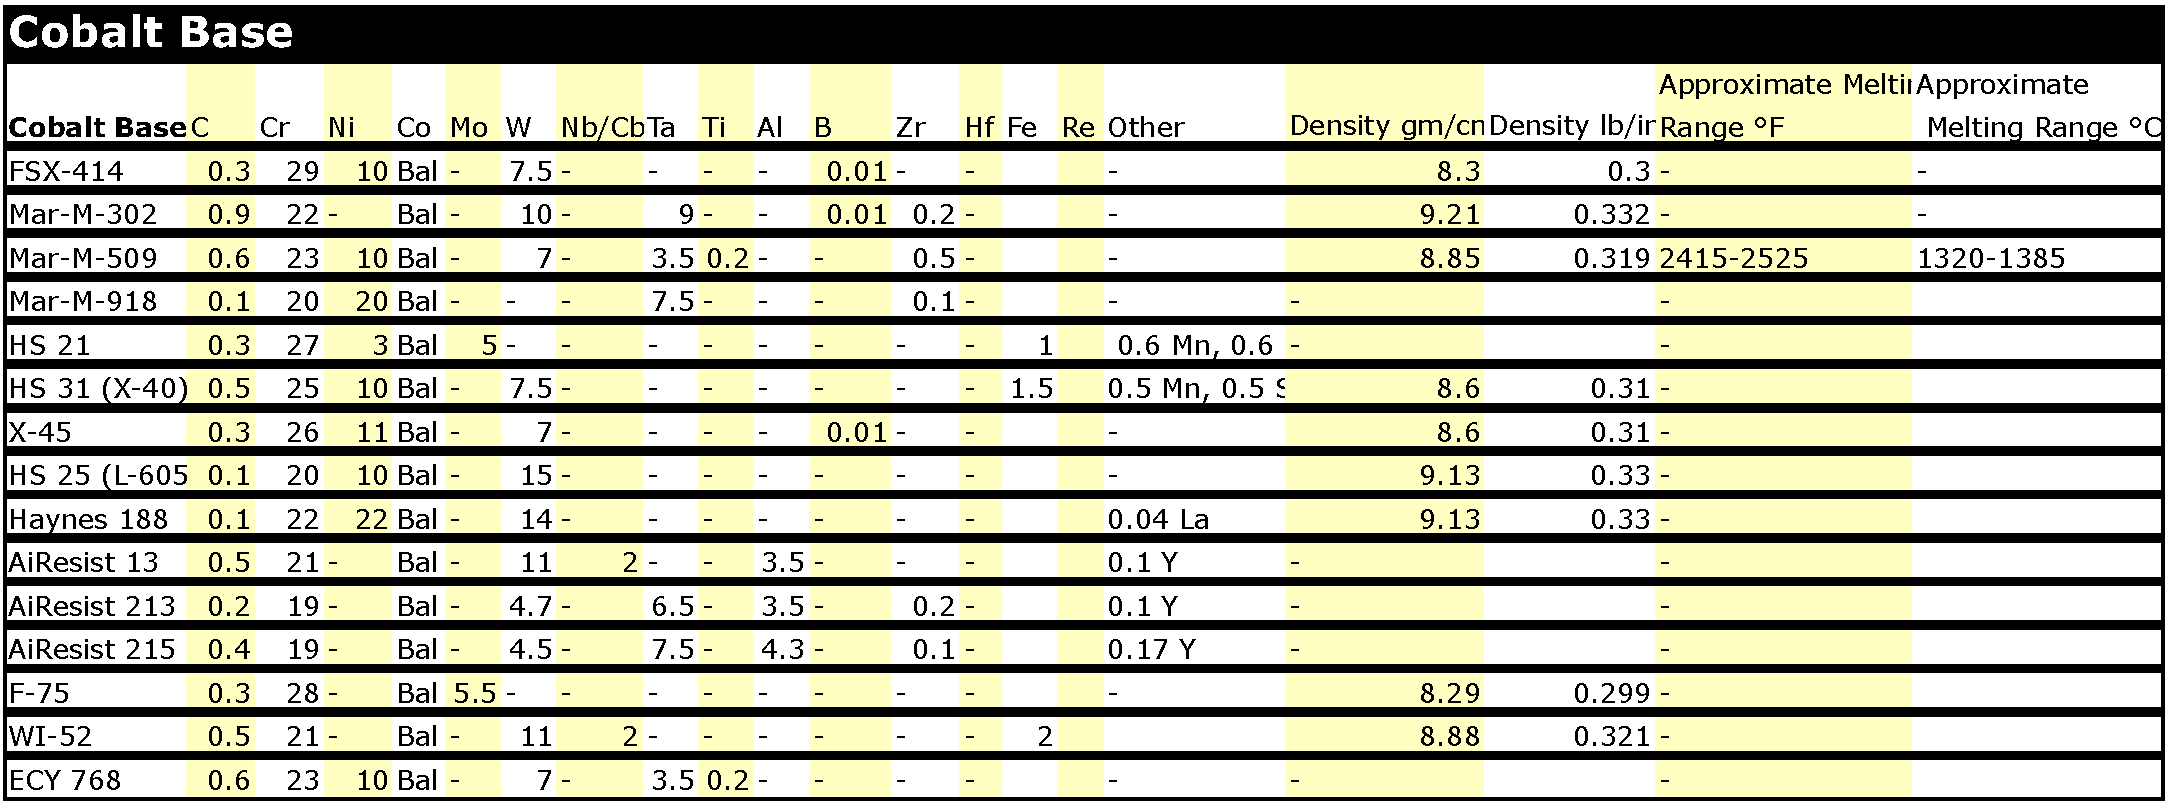 Cobalt Base
Approximate Meltin Approximate
Cobalt Base C Cr Ni Co Mo W Nb/Cb Ta Ti Al B Zr Hf Fe Re Other Density gm/cm Density lb/in Range °F Melting Range °C
FSX-414 0.3 29 10 Bal - 7.5 - - - - 0.01 - - - 8.3 0.3 - -
Mar-M-302 0.9 22 - Bal - 10 - 9 - - 0.01 0.2 - - 9.21 0.332 - -
Mar-M-509 0.6 23 10 Bal - 7 - 3.5 0.2 - - 0.5 - - 8.85 0.319 2415-2525 1320-1385
Mar-M-918 0.1 20 20 Bal - - - 7.5 - - - 0.1 - - - -
HS 21 0.3 27 3 Bal 5 - - - - - - - - 1 0.6 Mn, 0.6 - -
HS 31 (X-40) 0.5 25 10 Bal - 7.5 - - - - - - - 1.5 0.5 Mn, 0.5 S 8.6 0.31 -
X-45 0.3 26 11 Bal - 7 - - - - 0.01 - - - 8.6 0.31 -
HS 25 (L-605 0.1 20 10 Bal - 15 - - - - - - - - 9.13 0.33 -
Haynes 188 0.1 22 22 Bal - 14 - - - - - - - 0.04 La 9.13 0.33 -
AiResist 13 0.5 21 - Bal - 11 2 - - 3.5 - - - 0.1 Y - -
AiResist 213 0.2 19 - Bal - 4.7 - 6.5 - 3.5 - 0.2 - 0.1 Y - -
AiResist 215 0.4 19 - Bal - 4.5 - 7.5 - 4.3 - 0.1 - 0.17 Y - -
F-75 0.3 28 - Bal 5.5 - - - - - - - - - 8.29 0.299 -
WI-52 0.5 21 - Bal - 11 2 - - - - - - 2 8.88 0.321 -
ECY 768 0.6 23 10 Bal - 7 - 3.5 0.2 - - - - - - -